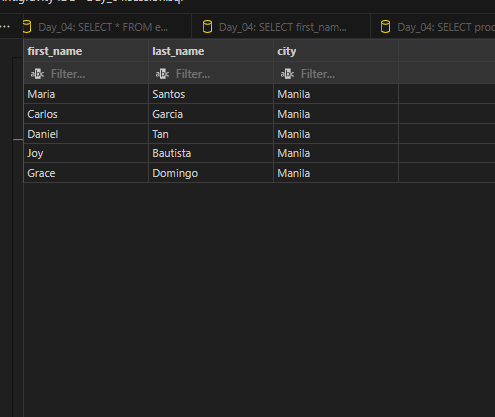 Day_04: SELECT * FROM e... Day_04: SELECT first_nam... Day_04: SELECT proc
first_name last_name city
Filter... Filter... Filter...
Maria Santos Manila
Carlos Garcia Manila
Daniel Tan Manila
Joy Bautista Manila
Grace Domingo Manila